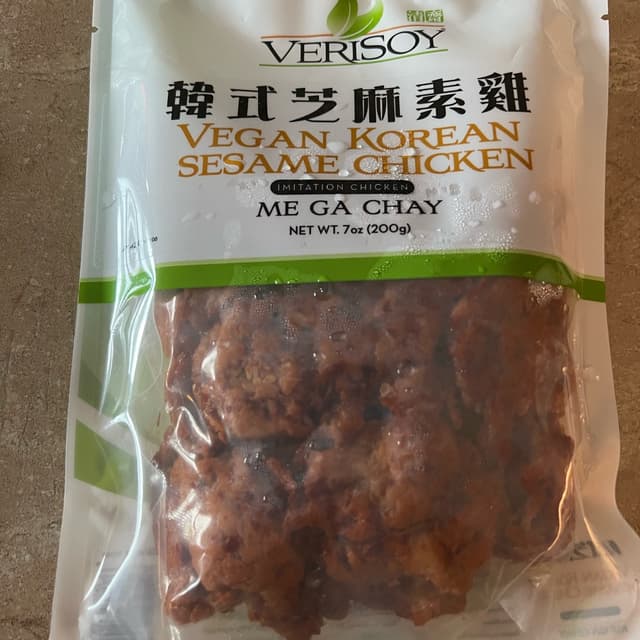 VERISOY
韓式芝麻素雞
VEGAN KOREAN
SESAME CHICKEN
IMITATION CHICKEN
ME GA CHAY
NET WT. 7oz (200g)